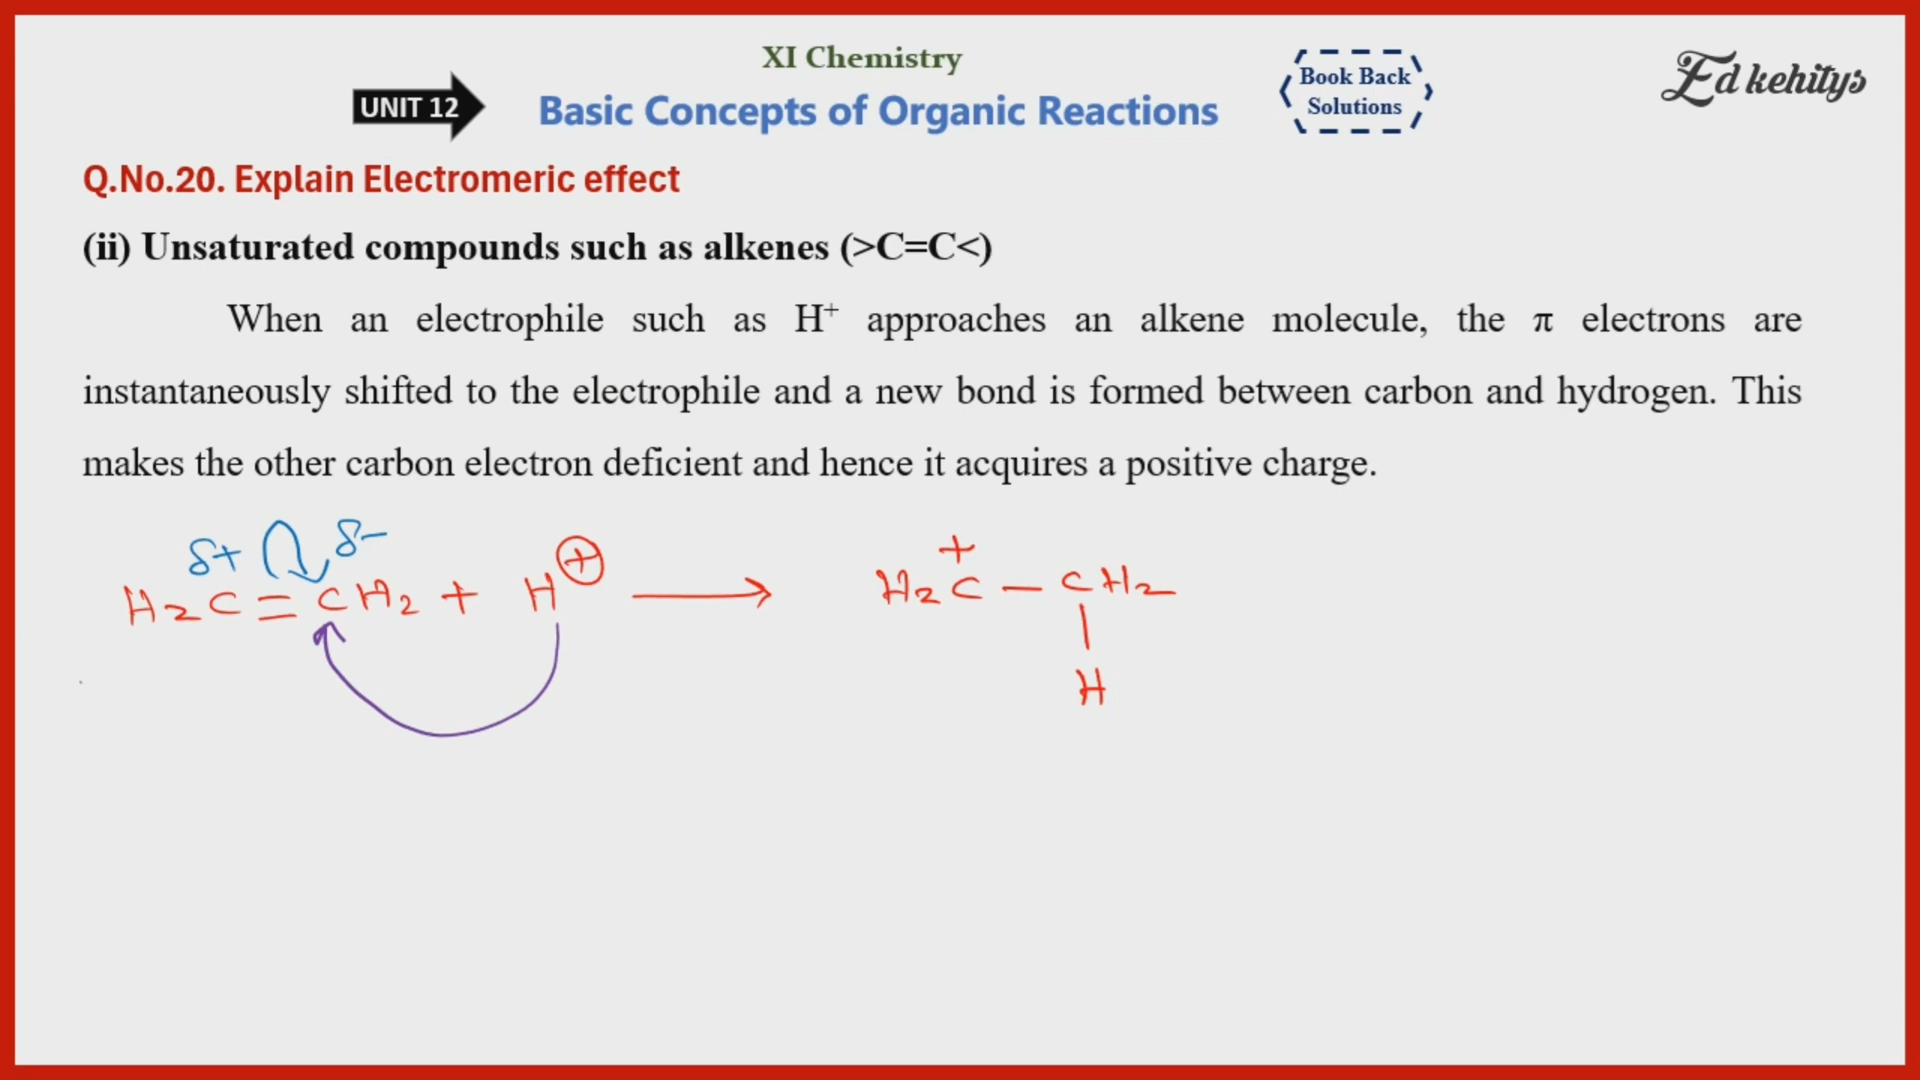 XI Chemistry
UNIT 12
Basic Concepts of Organic Reactions
Book Back
Solutions
Ed kehitys
Q.No.20. Explain Electromeric effect
(ii) Unsaturated compounds such as alkenes (>C=C<)
When an electrophile such as H⁺ approaches an alkene molecule, the π electrons are
instantaneously shifted to the electrophile and a new bond is formed between carbon and hydrogen. This
makes the other carbon electron deficient and hence it acquires a positive charge.
δ+ δ-
H₂C = CH₂ + H⊕ ⟶ H₂C⁺ — CH₂
|
H